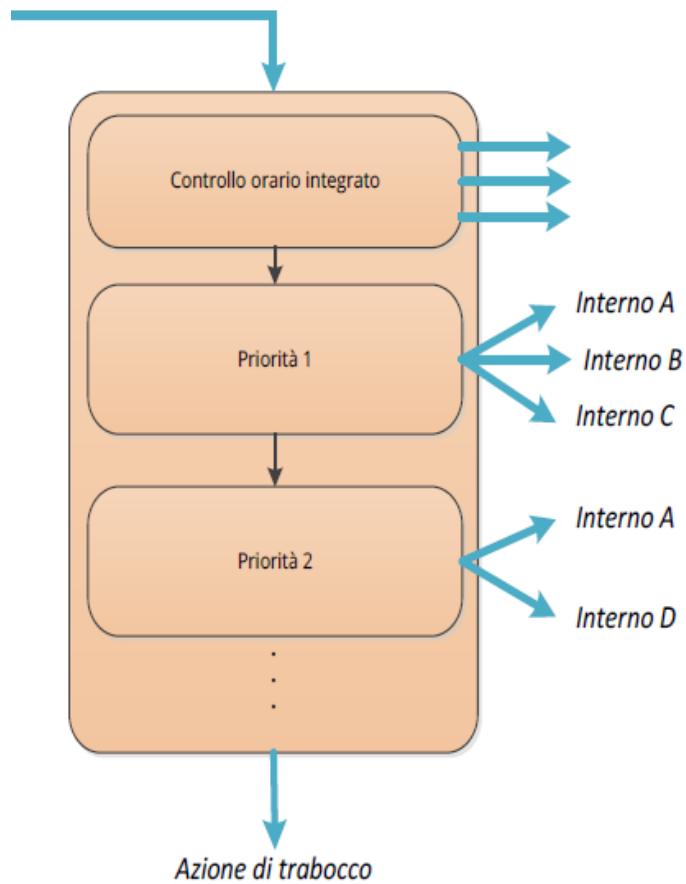 Controllo orario integrato
Interno A
Priorità 1
Interno B
Interno C
Interno A
Priorità 2
Interno D
Azione di trabocco